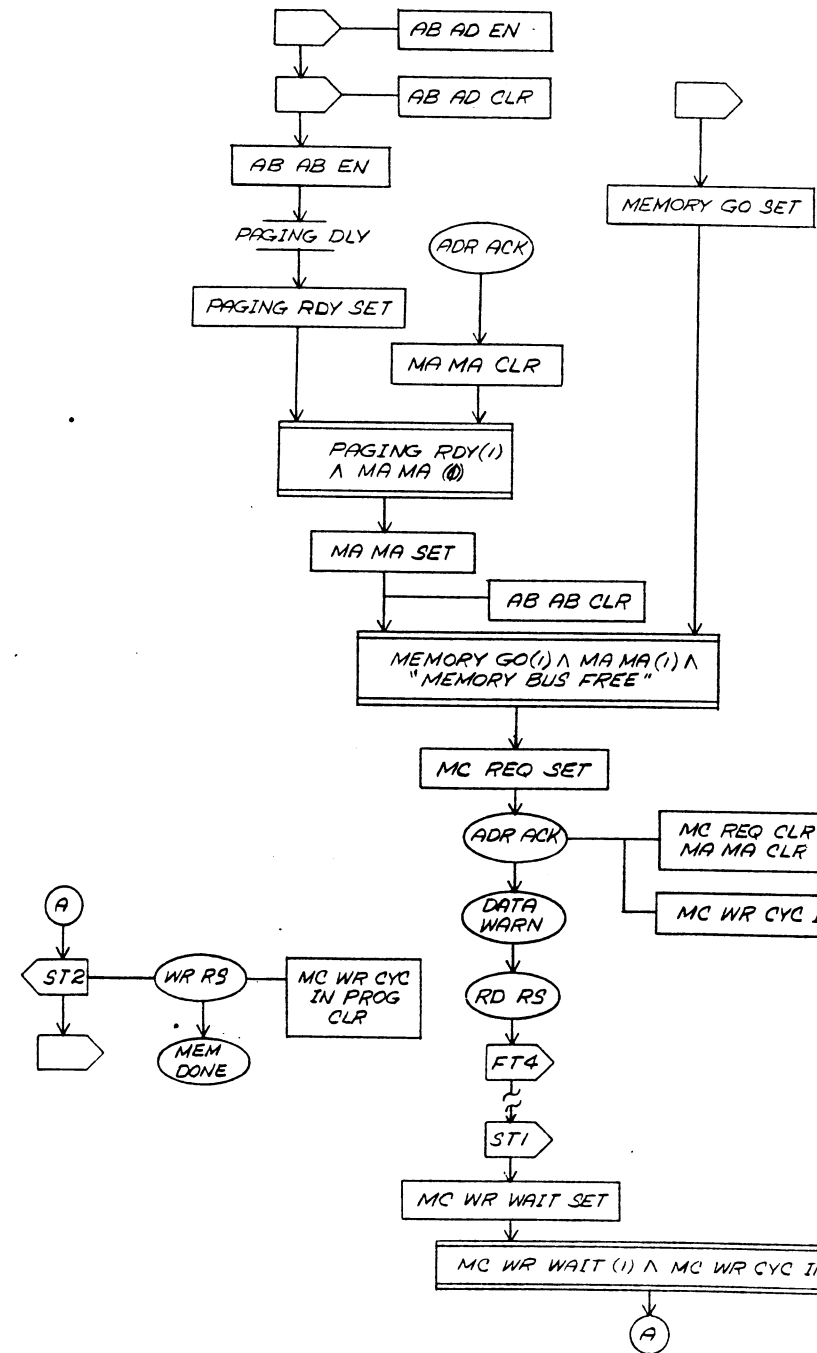 AB AD EN
AB AD CLR
AB AB EN
MEMORY GO SET
PAGING DLY
ADR ACK
PAGING RDY SET
MA MA CLR
PAGING RDY(1)
∧ MA MA (0)
MA MA SET
AB AB CLR
MEMORY GO(1) ∧ MA MA(1) ∧
"MEMORY BUS FREE"
MC REQ SET
ADR ACK
MC REQ CLR
MA MA CLR
DATA
WARN
MC WR CYC
A
ST2
WR RS
MC WR CYC
IN PROG
CLR
RD RS
MEM
DONE
FT4
ST1
MC WR WAIT SET
MC WR WAIT (1) ∧ MC WR CYC
A